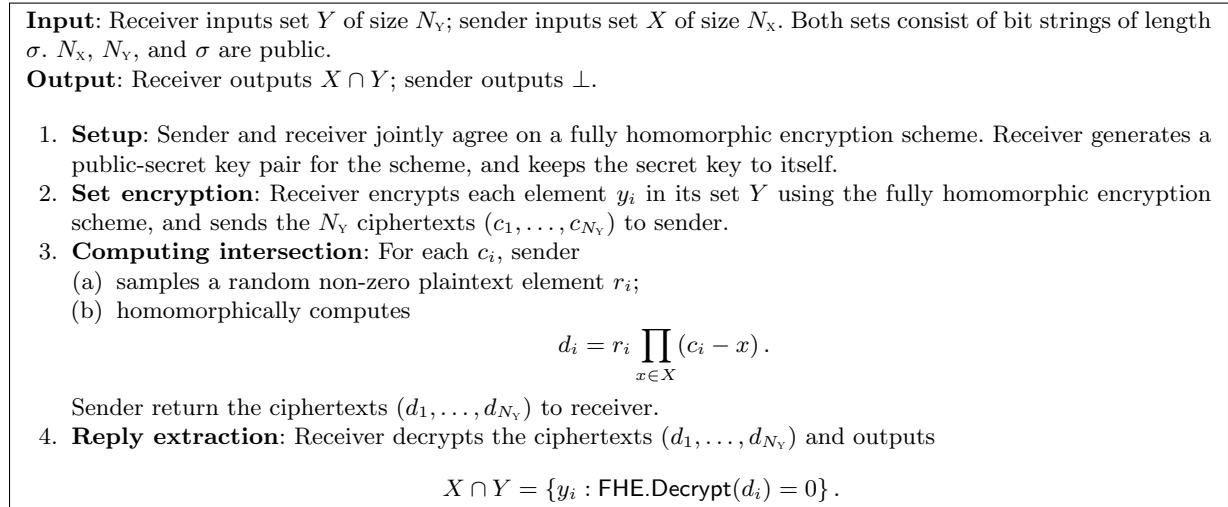 Input: Receiver inputs set Y of size N_Y; sender inputs set X of size N_X. Both sets consist of bit strings of length
σ. N_X, N_Y, and σ are public.
Output: Receiver outputs X ∩ Y; sender outputs ⊥.
1. Setup: Sender and receiver jointly agree on a fully homomorphic encryption scheme. Receiver generates a
public-secret key pair for the scheme, and keeps the secret key to itself.
2. Set encryption: Receiver encrypts each element y_i in its set Y using the fully homomorphic encryption
scheme, and sends the N_Y ciphertexts (c_1, . . . , c_{N_Y}) to sender.
3. Computing intersection: For each c_i, sender
(a) samples a random non-zero plaintext element r_i;
(b) homomorphically computes
d_i = r_i ∏_{x∈X} (c_i − x) .
Sender return the ciphertexts (d_1, . . . , d_{N_Y}) to receiver.
4. Reply extraction: Receiver decrypts the ciphertexts (d_1, . . . , d_{N_Y}) and outputs
X ∩ Y = {y_i : FHE.Decrypt(d_i) = 0} .